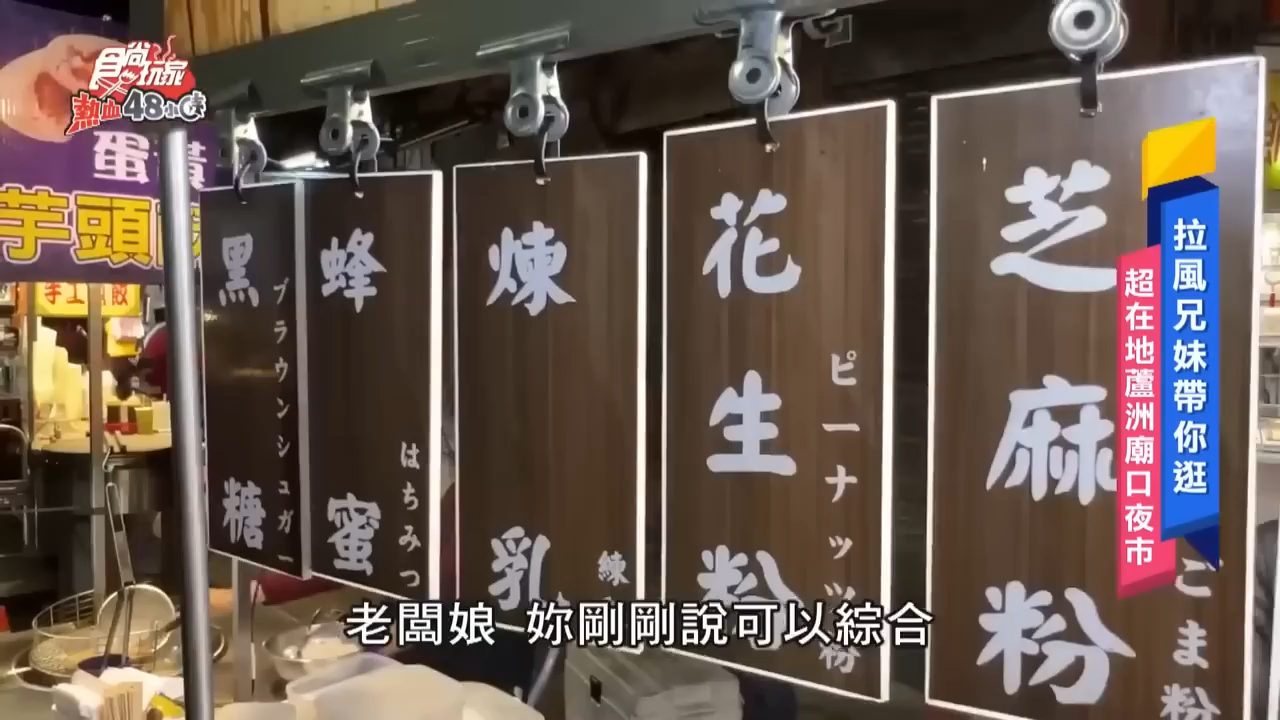 食尚玩家
熱血48小時
蛋黃
芋頭
手工
餃
黑糖
ブラウンシュガー
蜂蜜
はちみつ
煉乳
練
花生粉
ピーナッツ粉
芝麻粉
ごま粉
拉風兄妹帶你逛
超在地蘆洲廟口夜市
老闆娘 妳剛剛說可以綜合